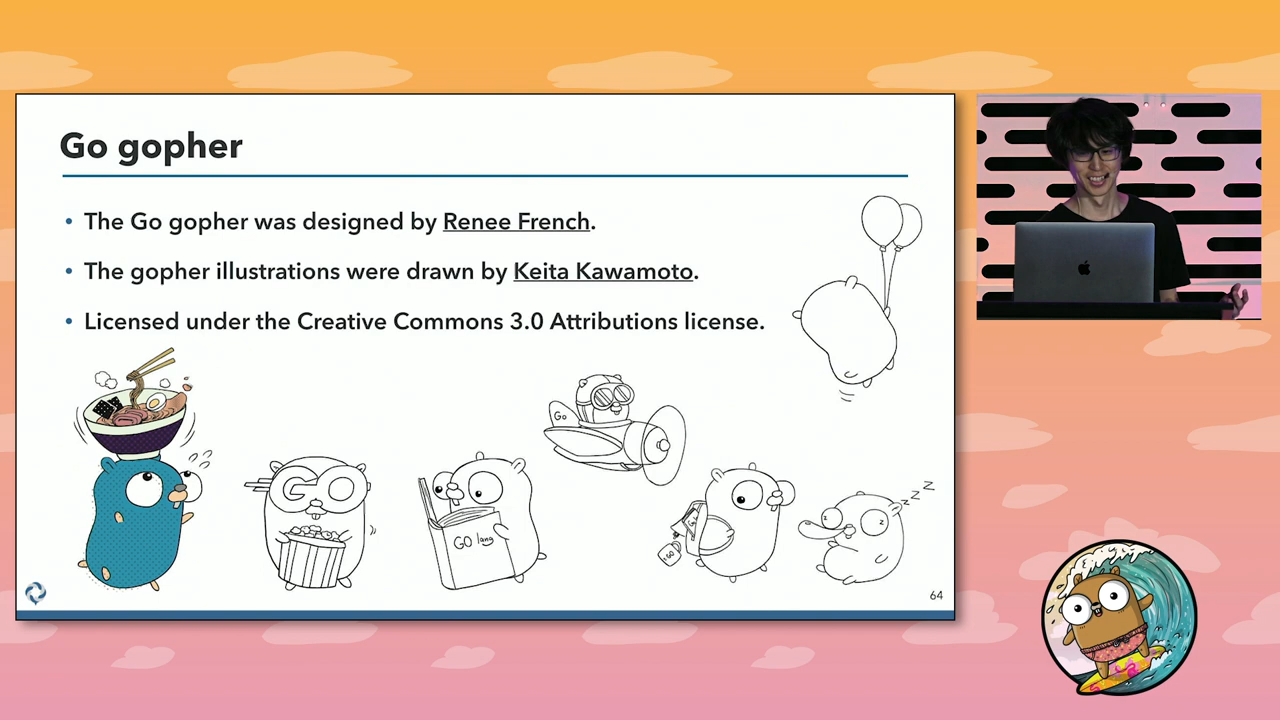 Go gopher
• The Go gopher was designed by Renee French.
• The gopher illustrations were drawn by Keita Kawamoto.
• Licensed under the Creative Commons 3.0 Attributions license.
Go
GO
GO lang
GO
z z z
z
64